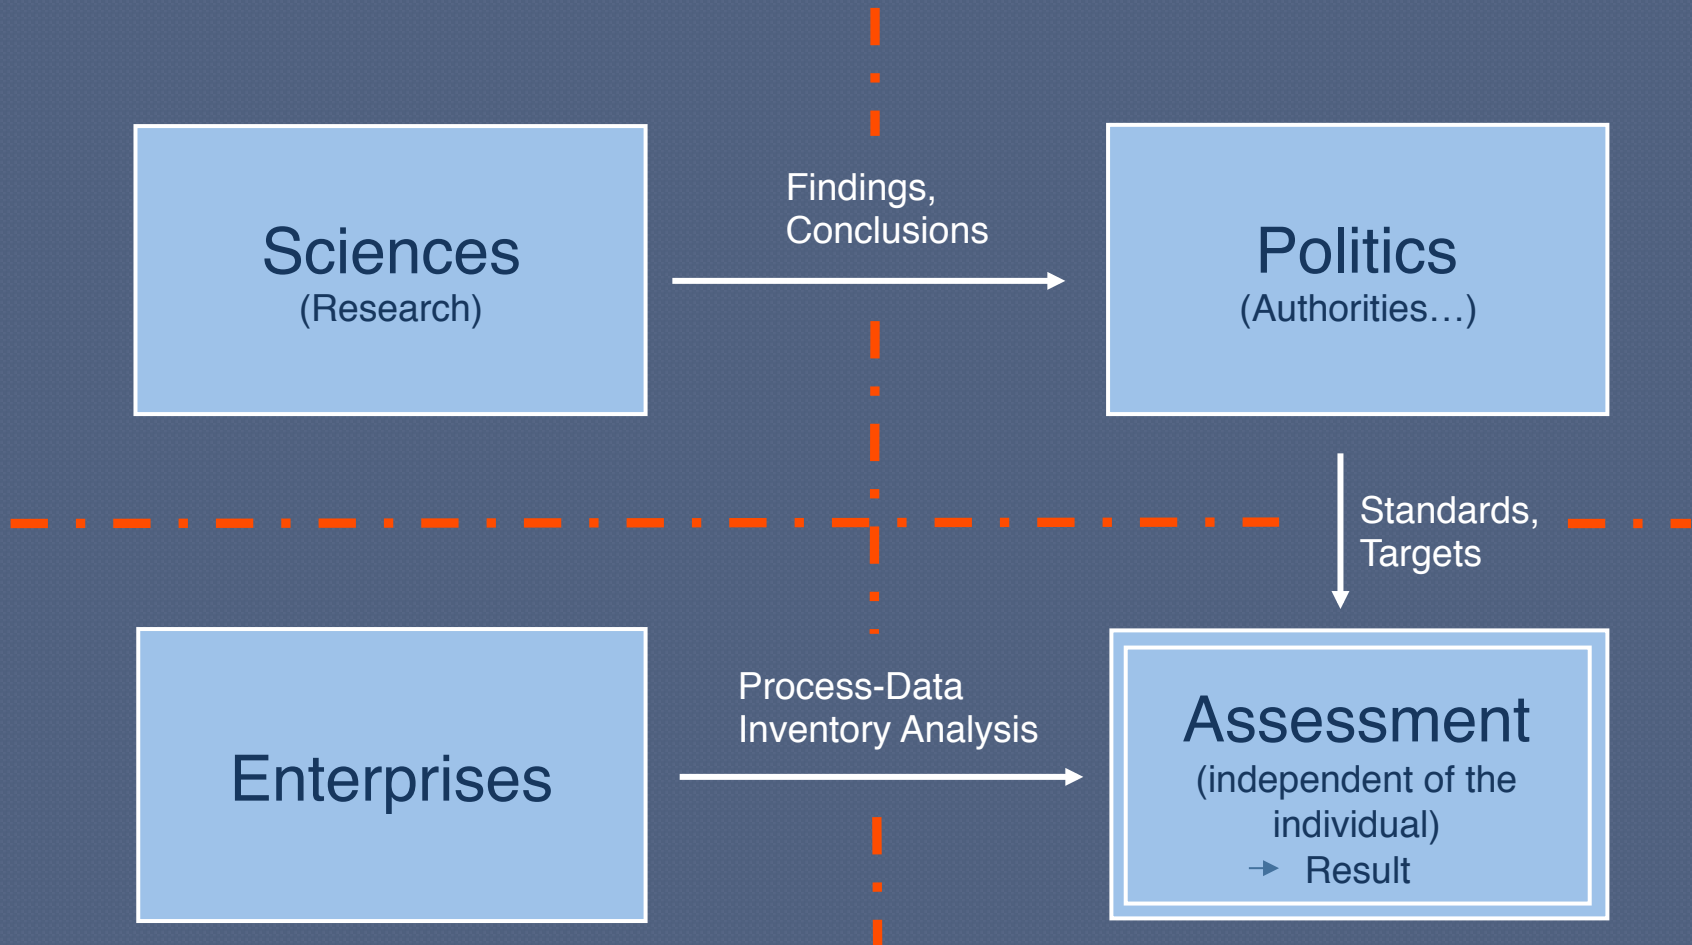 Sciences
(Research)
Findings,
Conclusions
Politics
(Authorities…)
Standards,
Targets
Enterprises
Process-Data
Inventory Analysis
Assessment
(independent of the
individual)
Result